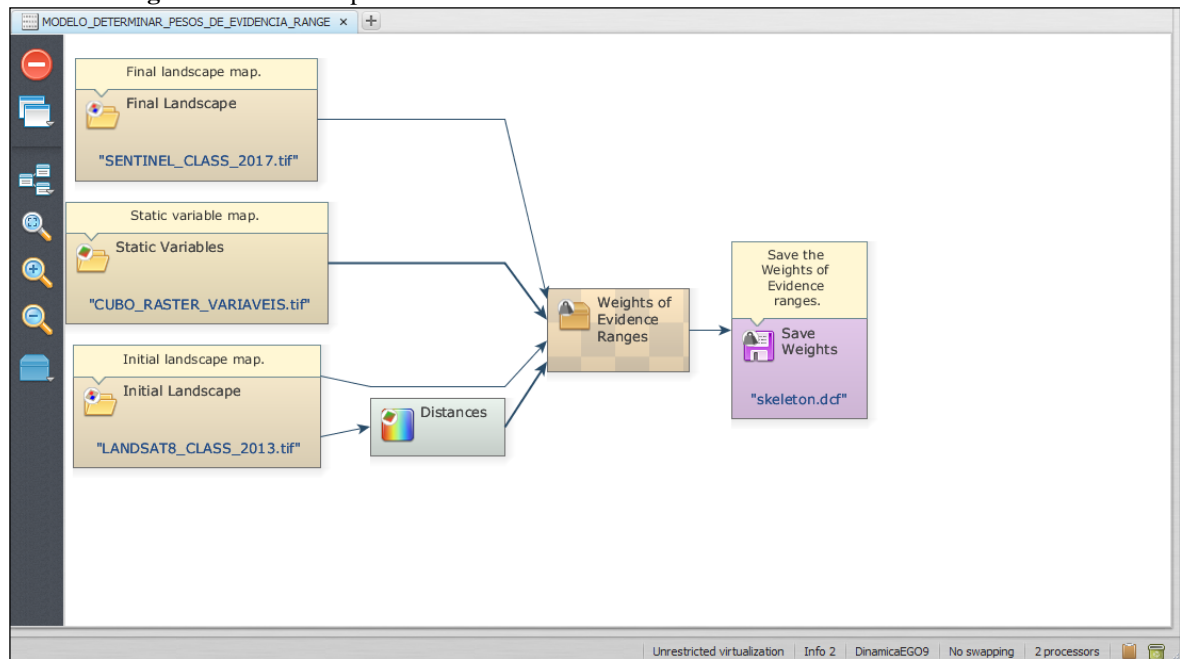 MODELO_DETERMINAR_PESOS_DE_EVIDENCIA_RANGE ×
Final landscape map.
Final Landscape
"SENTINEL_CLASS_2017.tif"
Static variable map.
Static Variables
"CUBO_RASTER_VARIAVEIS.tif"
Initial landscape map.
Initial Landscape
"LANDSAT8_CLASS_2013.tif"
Distances
Weights of
Evidence
Ranges
Save the
Weights of
Evidence
ranges.
Save
Weights
"skeleton.dcf"
Unrestricted virtualization Info 2 DinamicaEGO9 No swapping 2 processors